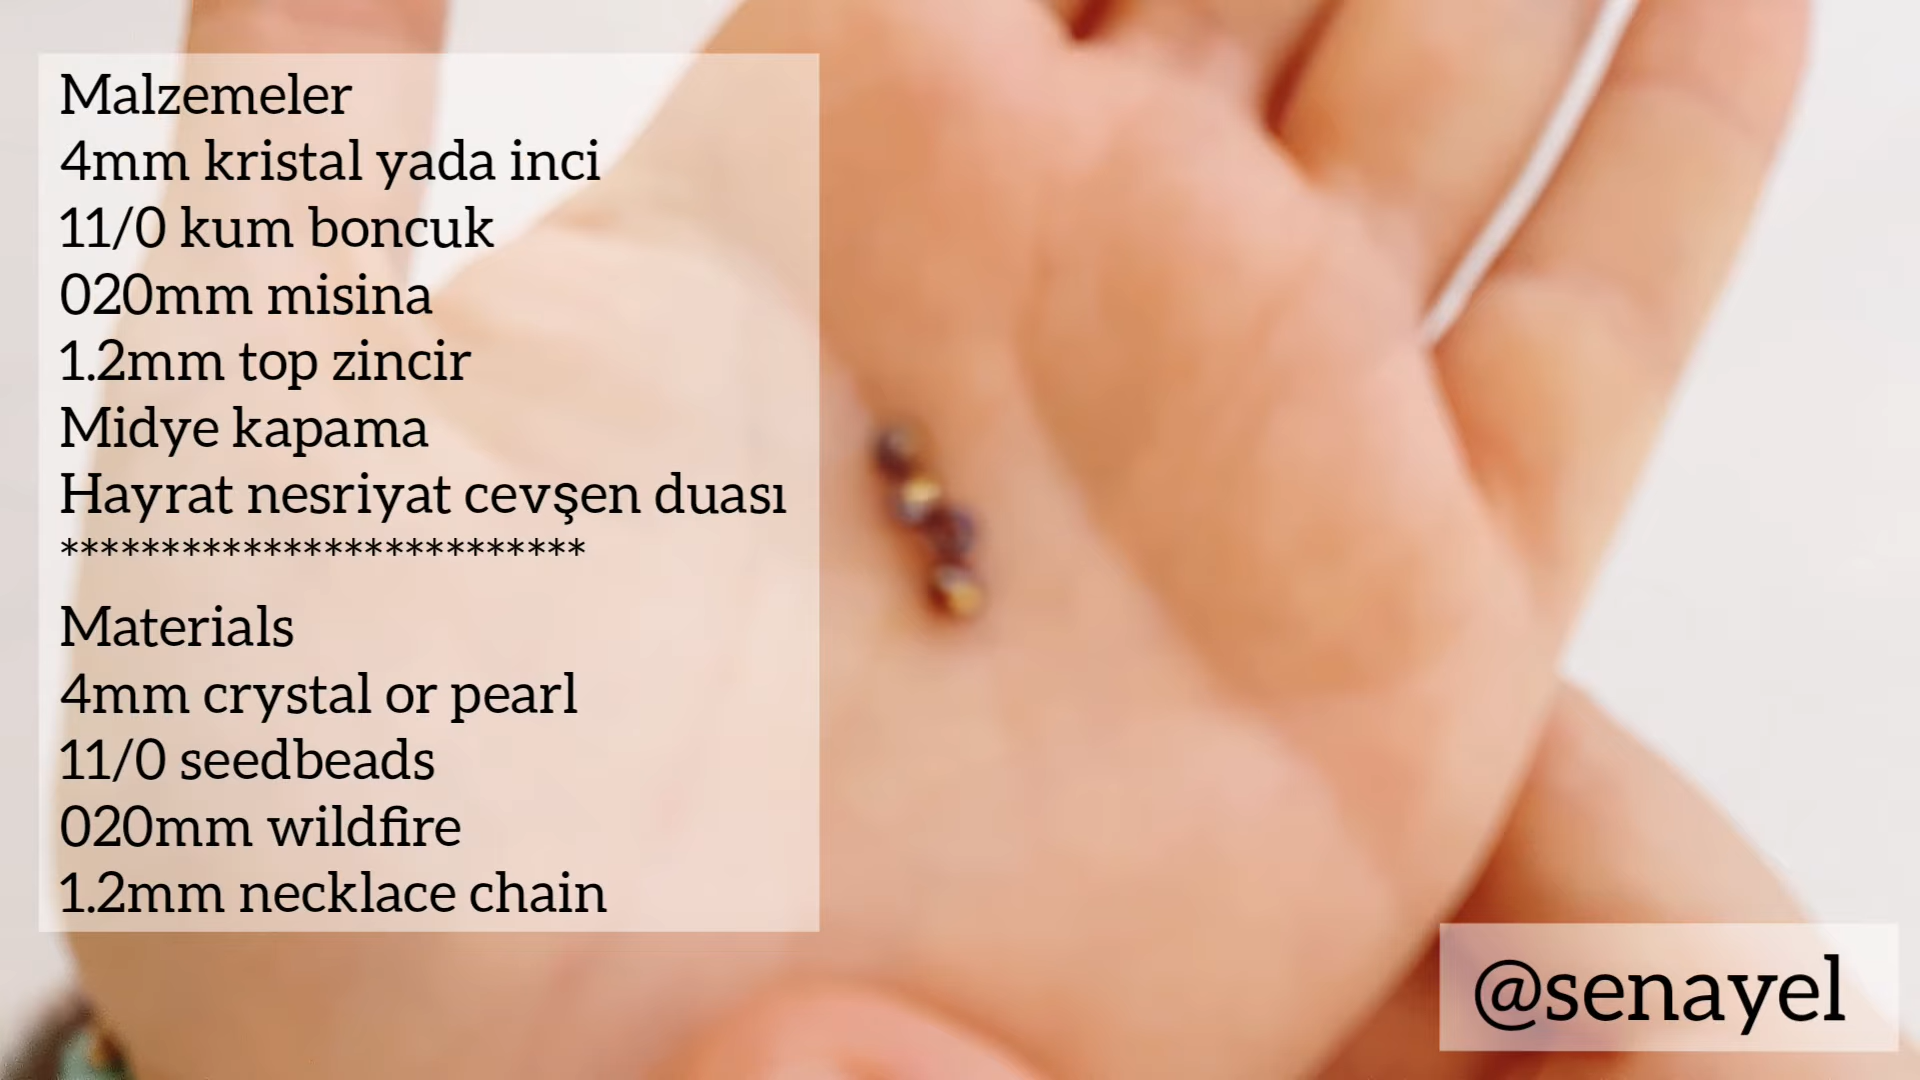 Malzemeler
4mm kristal yada inci
11/0 kum boncuk
020mm misina
1.2mm top zincir
Midye kapama
Hayrat nesriyat cevşen duası
**************************
Materials
4mm crystal or pearl
11/0 seedbeads
020mm wildfire
1.2mm necklace chain
@senayel